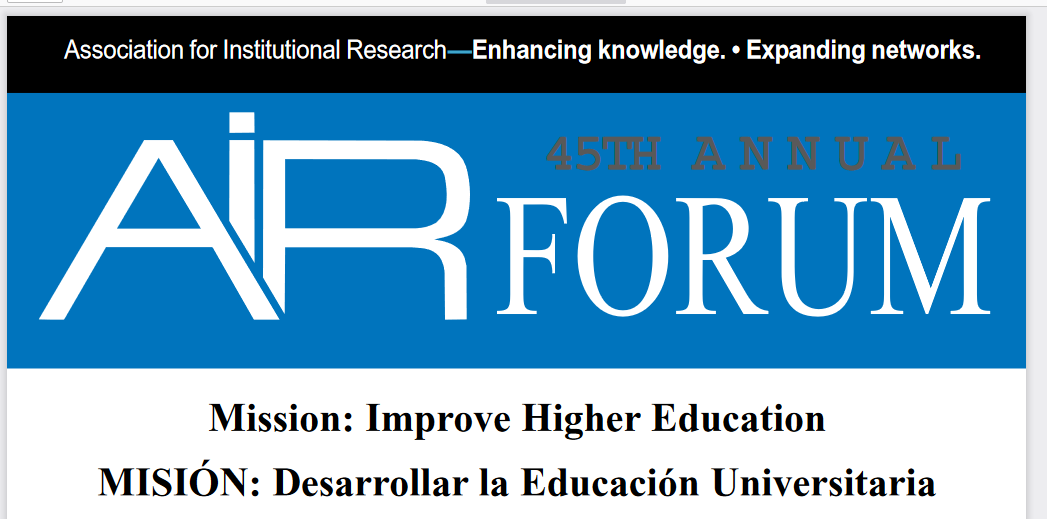 Association for Institutional Research—Enhancing knowledge. • Expanding networks.
AiR
45TH ANNUAL
FORUM
Mission: Improve Higher Education
MISIÓN: Desarrollar la Educación Universitaria